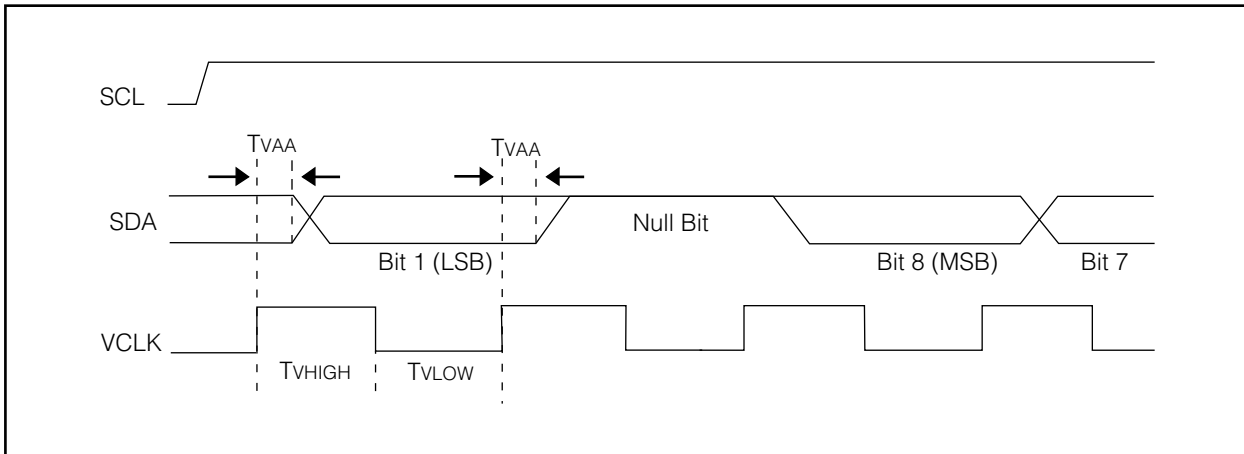 SCL
TVAA TVAA
SDA Null Bit
Bit 1 (LSB) Bit 8 (MSB) Bit 7
VCLK
TVHIGH TVLOW